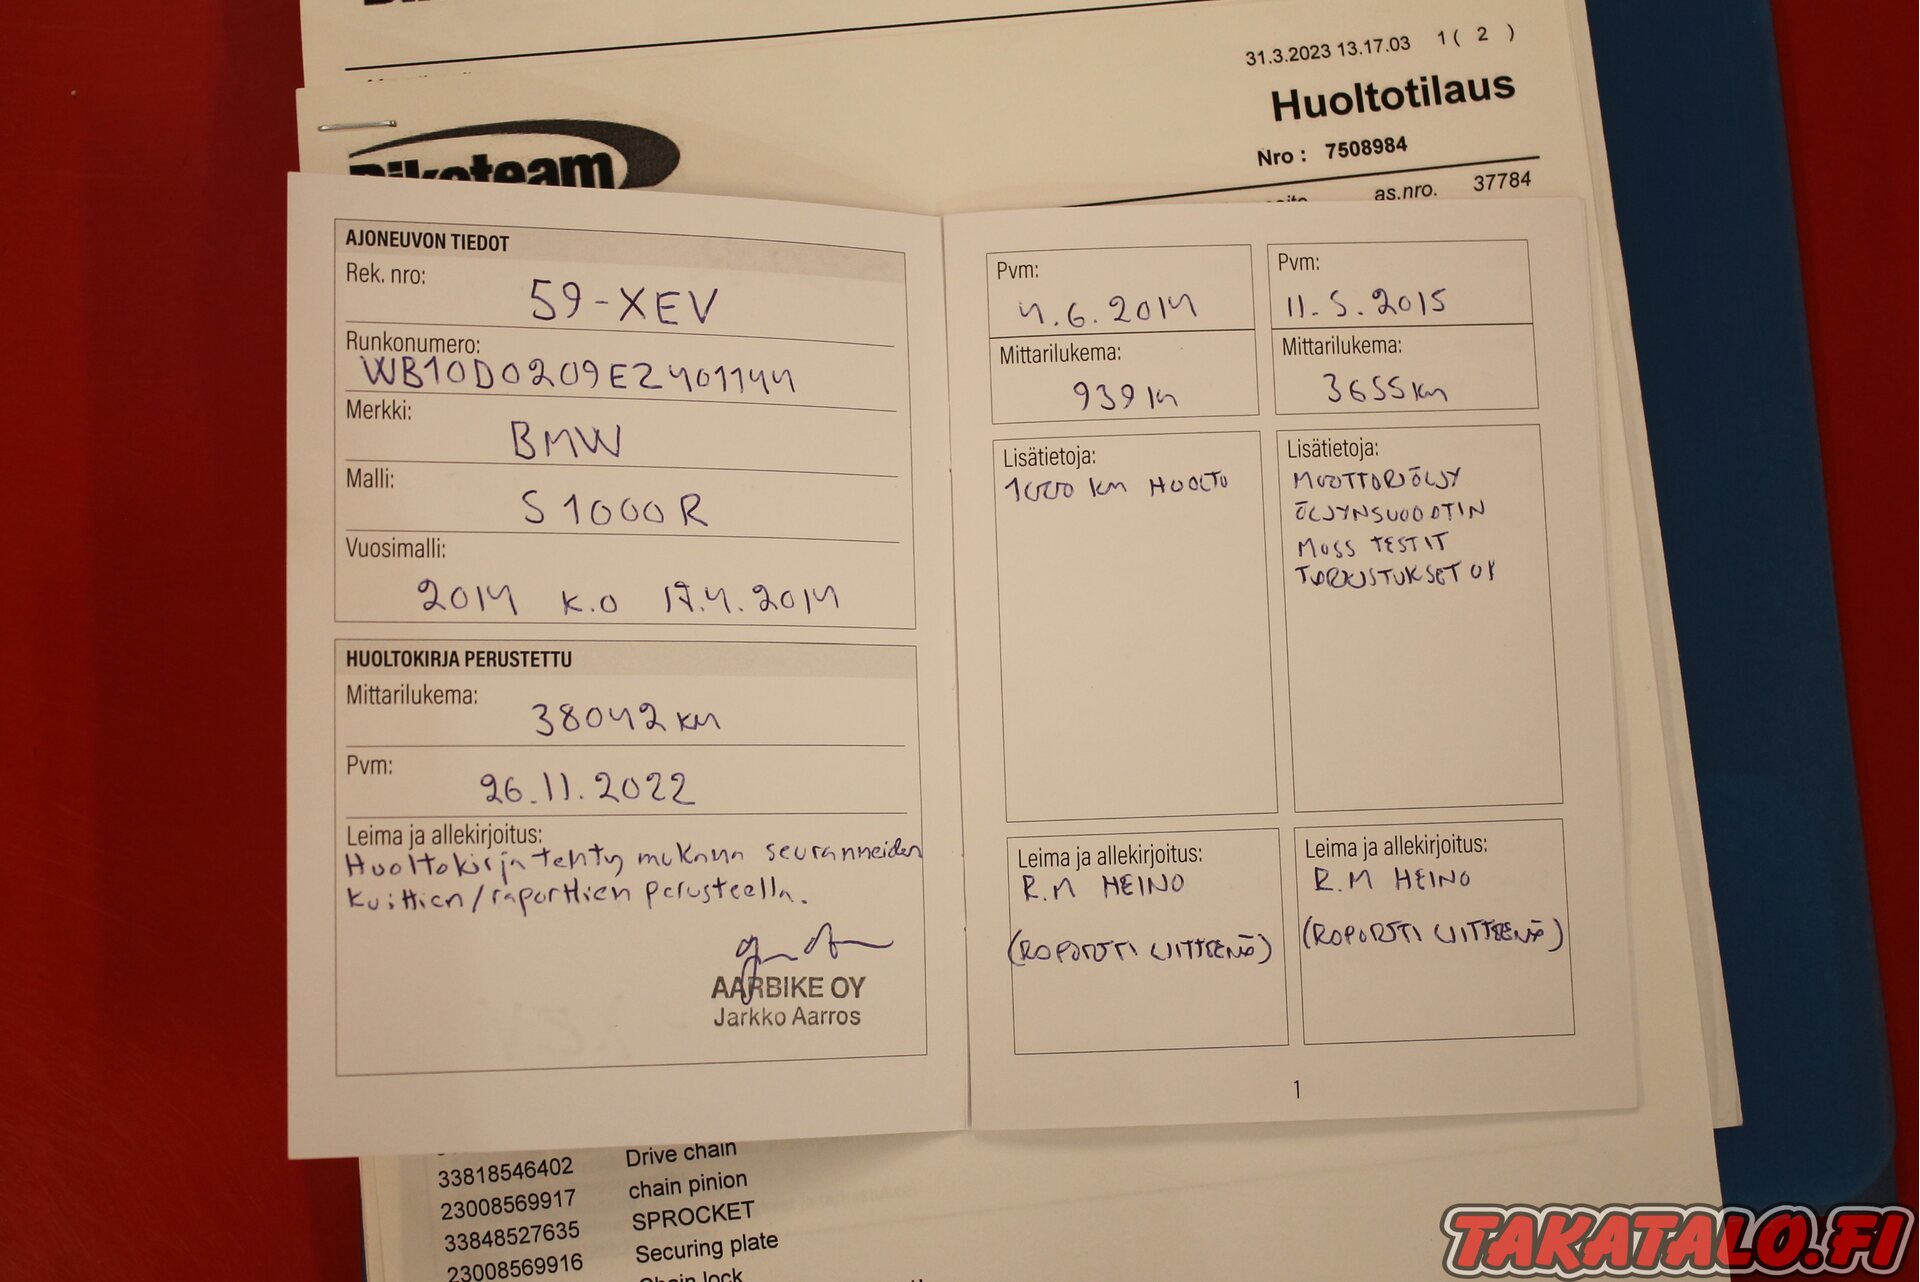 31.3.2023 13.17.03 1 ( 2 )
Huoltotilaus
Nro : 7508984
Biketeam
as.nro. 37784
AJONEUVON TIEDOT
Rek. nro:
59-XEV
Runkonumero:
WB10D0209EZ401144
Merkki:
BMW
Malli:
S1000R
Vuosimalli:
2014 K.O 17.4.2014
HUOLTOKIRJA PERUSTETTU
Mittarilukema:
38042 KM
Pvm:
26.11.2022
Leima ja allekirjoitus:
Huoltokirja tehty mukana seuranneiden
kuittien/raporttien perusteella.
AARBIKE OY
Jarkko Aarros
Pvm:
4.6.2014
Mittarilukema:
939 km
Lisätietoja:
1000 KM HUOLTO
Leima ja allekirjoitus:
R.M HEINO
(RAPORTTI LIITTEENÄ)
Pvm:
11.5.2015
Mittarilukema:
3655 km
Lisätietoja:
MOOTTORIÖLJY
ÖLJYNSUODATIN
MOSS TESTIT
TARKISTUKSET OY
Leima ja allekirjoitus:
R.M HEINO
(RAPORTTI LIITTEENÄ)
1
33818546402 Drive chain
23008569917 chain pinion
33848527635 SPROCKET
23008569916 Securing plate
Chain lock
TAKATALO.FI